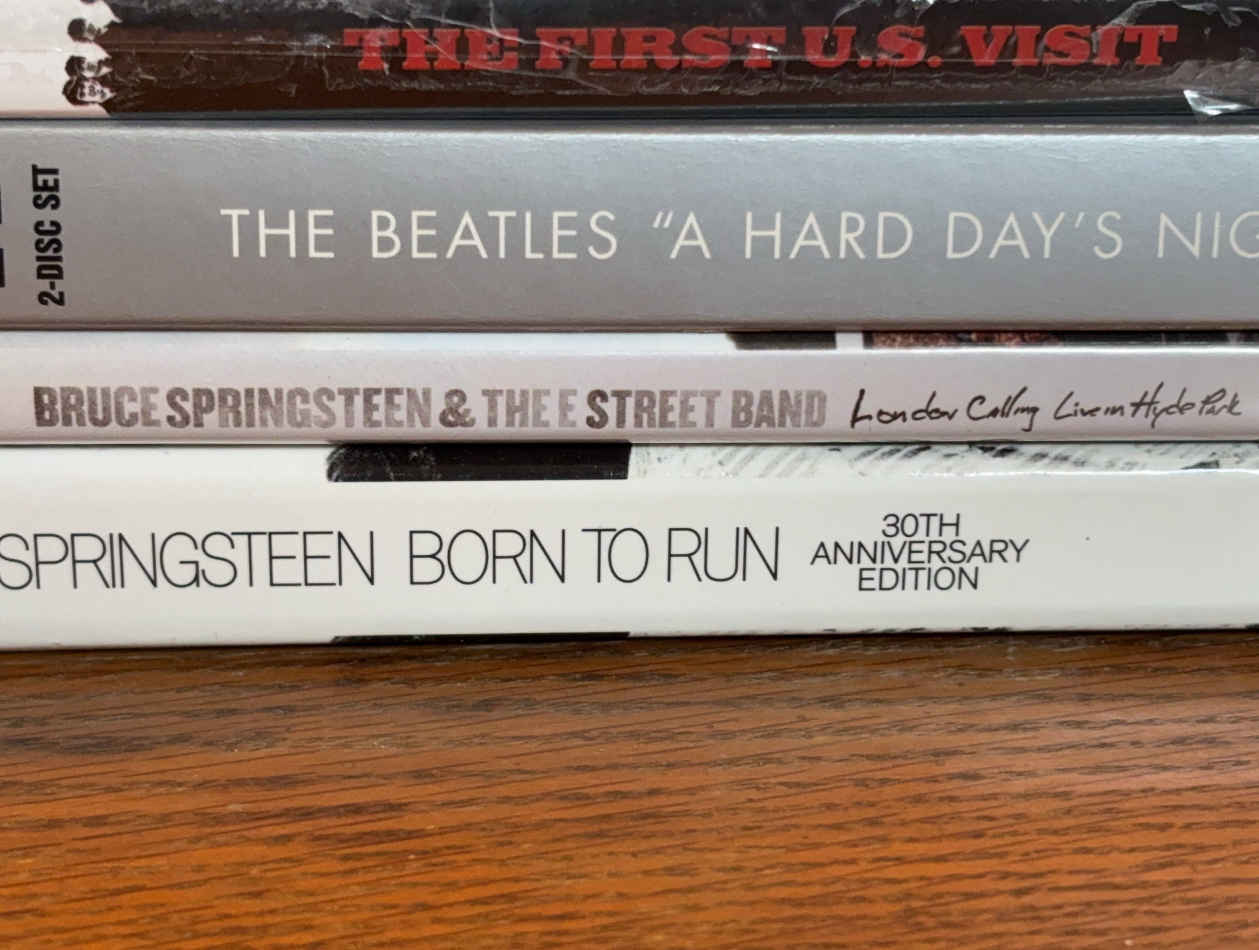 THE FIRST U.S. VISIT
2-DISC SET
THE BEATLES “A HARD DAY’S NIG
BRUCE SPRINGSTEEN & THE E STREET BAND London Calling Live in Hyde Park
SPRINGSTEEN BORN TO RUN
30TH
ANNIVERSARY
EDITION